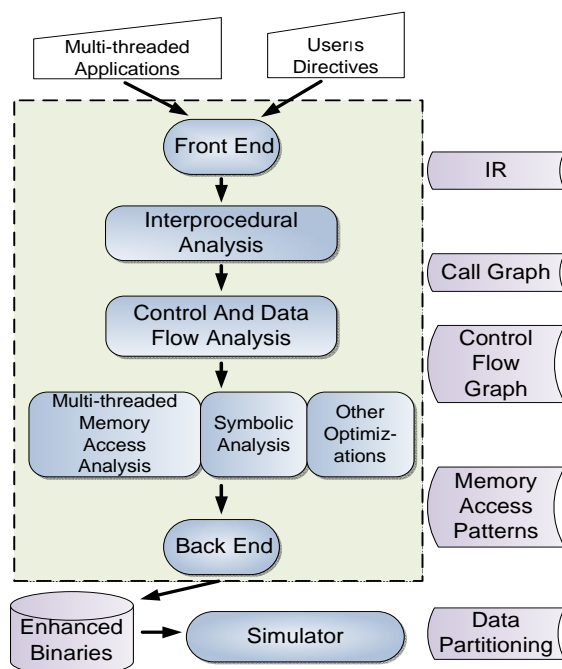 Multi-threaded
Applications
Userıs
Directives
Front End
IR
Interprocedural
Analysis
Call Graph
Control And Data
Flow Analysis
Control
Flow
Graph
Multi-threaded
Memory
Access
Analysis
Symbolic
Analysis
Other
Optimiz-
ations
Memory
Access
Patterns
Back End
Enhanced
Binaries
Simulator
Data
Partitioning